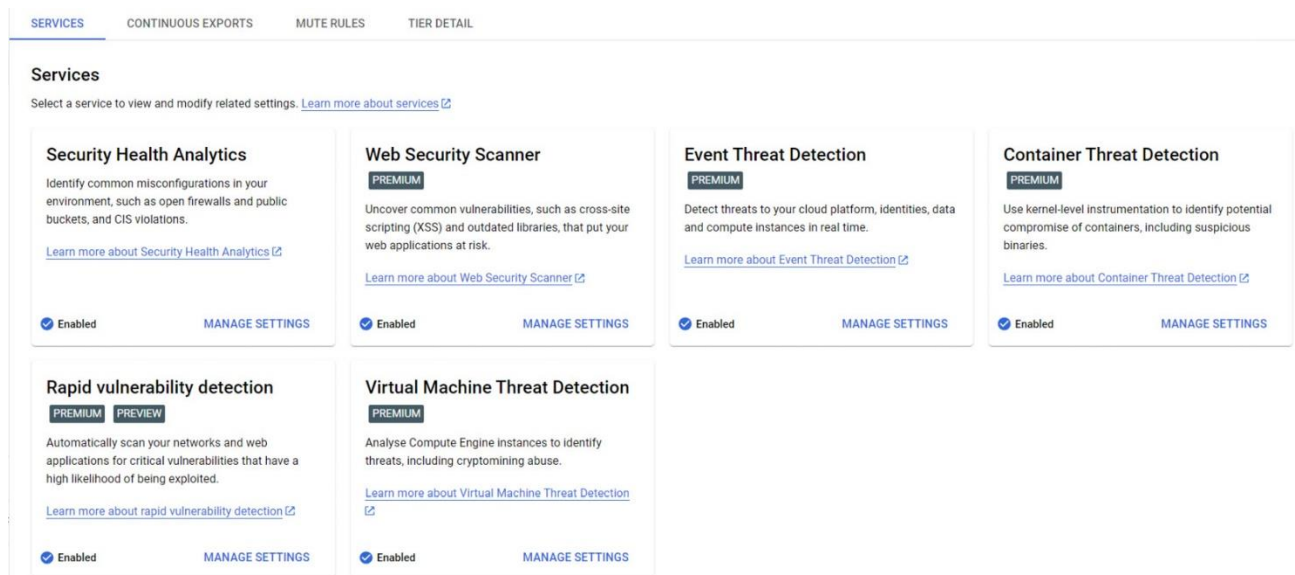 SERVICES CONTINUOUS EXPORTS MUTE RULES TIER DETAIL
Services
Select a service to view and modify related settings. Learn more about services
Security Health Analytics
Identify common misconfigurations in your
environment, such as open firewalls and public
buckets, and CIS violations.
Learn more about Security Health Analytics
Enabled MANAGE SETTINGS
Web Security Scanner
PREMIUM
Uncover common vulnerabilities, such as cross-site
scripting (XSS) and outdated libraries, that put your
web applications at risk.
Learn more about Web Security Scanner
Enabled MANAGE SETTINGS
Event Threat Detection
PREMIUM
Detect threats to your cloud platform, identities, data
and compute instances in real time.
Learn more about Event Threat Detection
Enabled MANAGE SETTINGS
Container Threat Detection
PREMIUM
Use kernel-level instrumentation to identify potential
compromise of containers, including suspicious
binaries.
Learn more about Container Threat Detection
Enabled MANAGE SETTINGS
Rapid vulnerability detection
PREMIUM PREVIEW
Automatically scan your networks and web
applications for critical vulnerabilities that have a
high likelihood of being exploited.
Learn more about rapid vulnerability detection
Enabled MANAGE SETTINGS
Virtual Machine Threat Detection
PREMIUM
Analyse Compute Engine instances to identify
threats, including cryptomining abuse.
Learn more about Virtual Machine Threat Detection
Enabled MANAGE SETTINGS